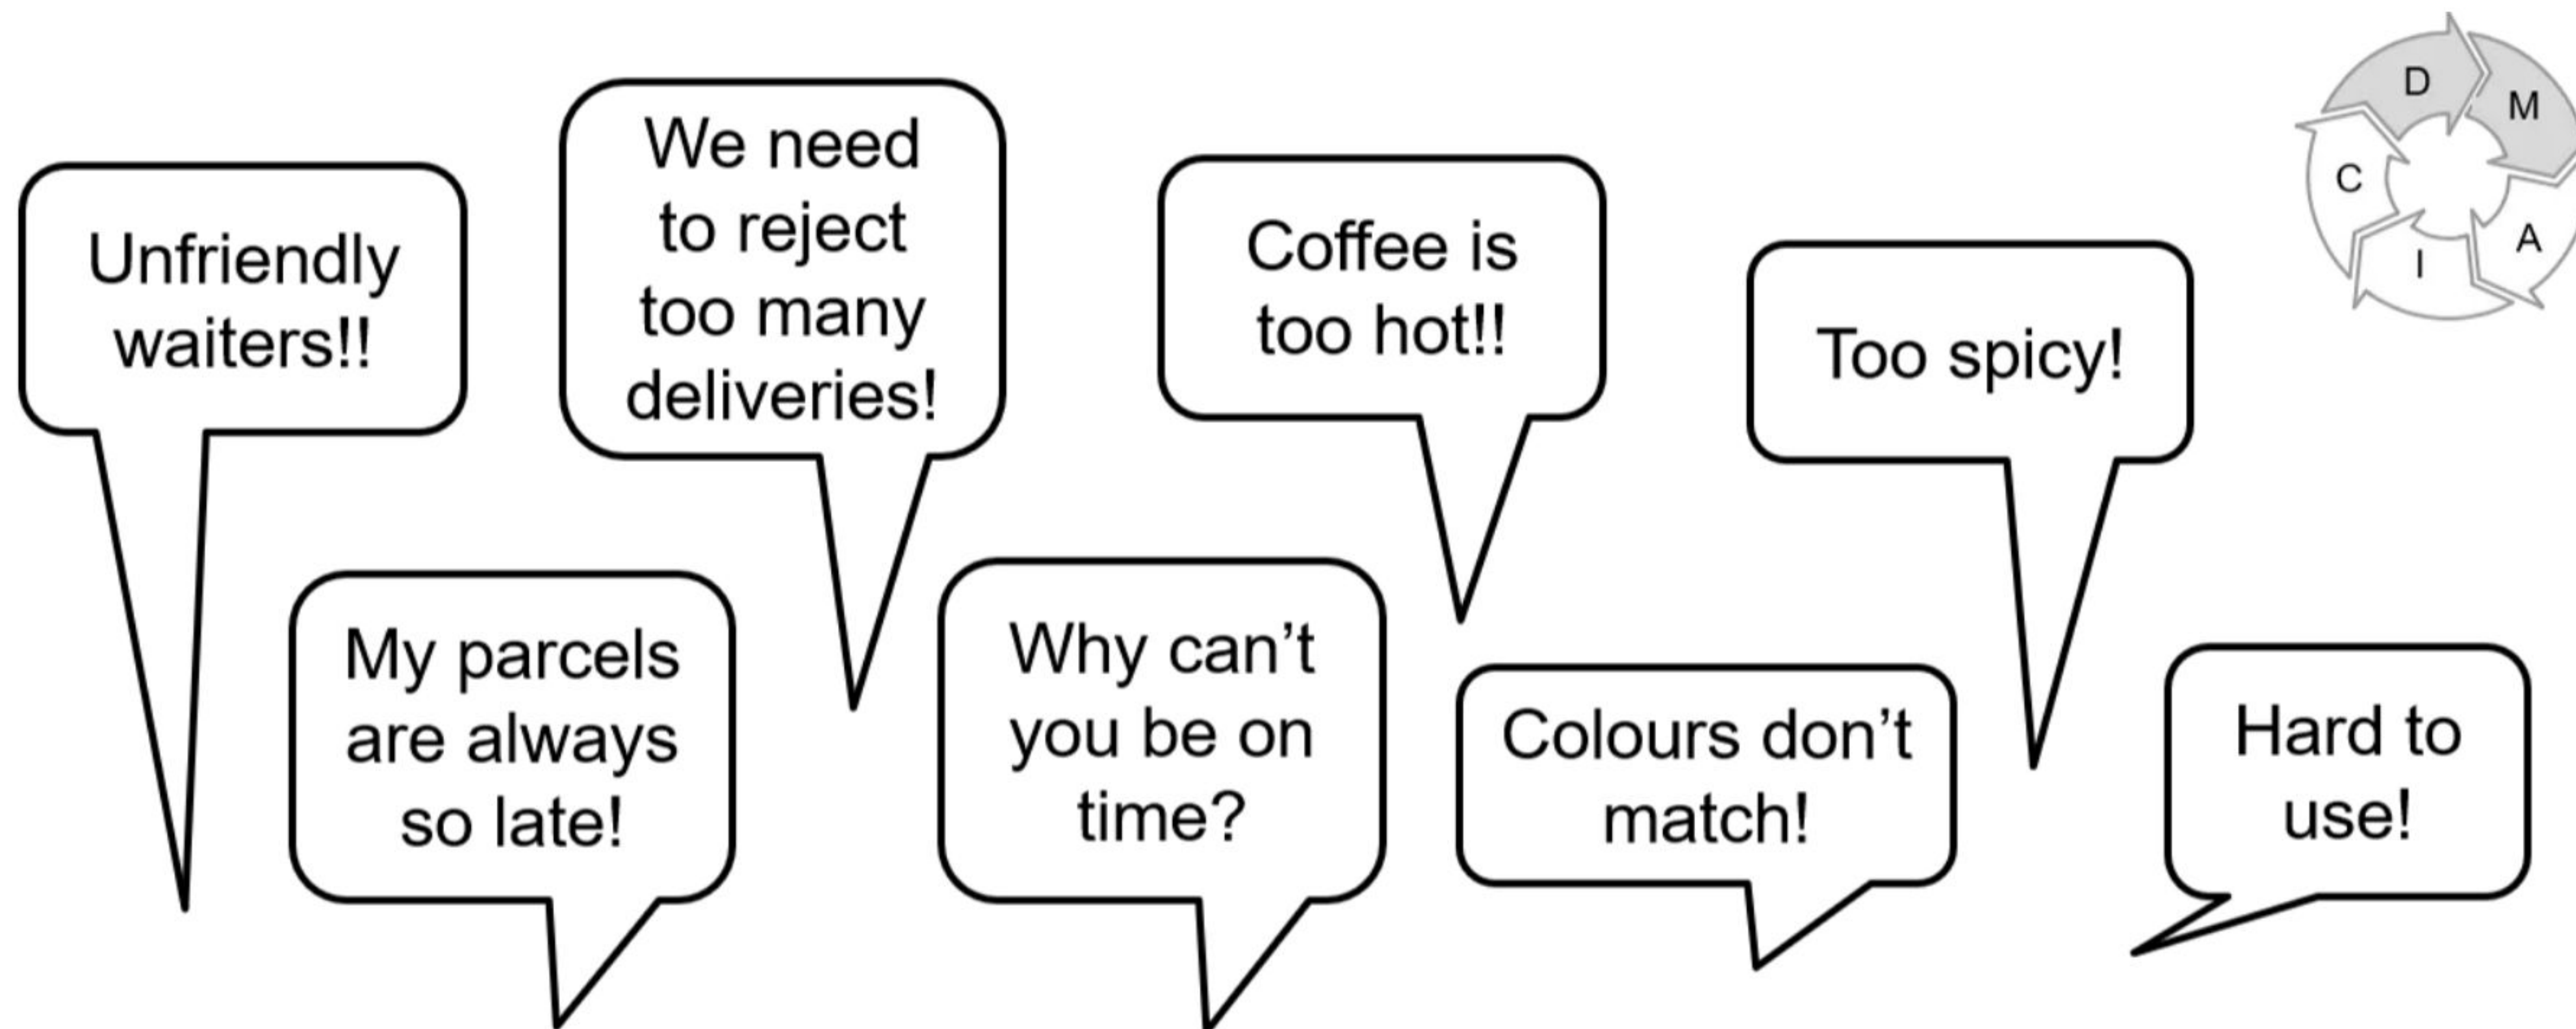 Unfriendly
waiters!!
We need
to reject
too many
deliveries!
Coffee is
too hot!!
Too spicy!
D
M
A
I
C
My parcels
are always
so late!
Why can’t
you be on
time?
Colours don’t
match!
Hard to
use!